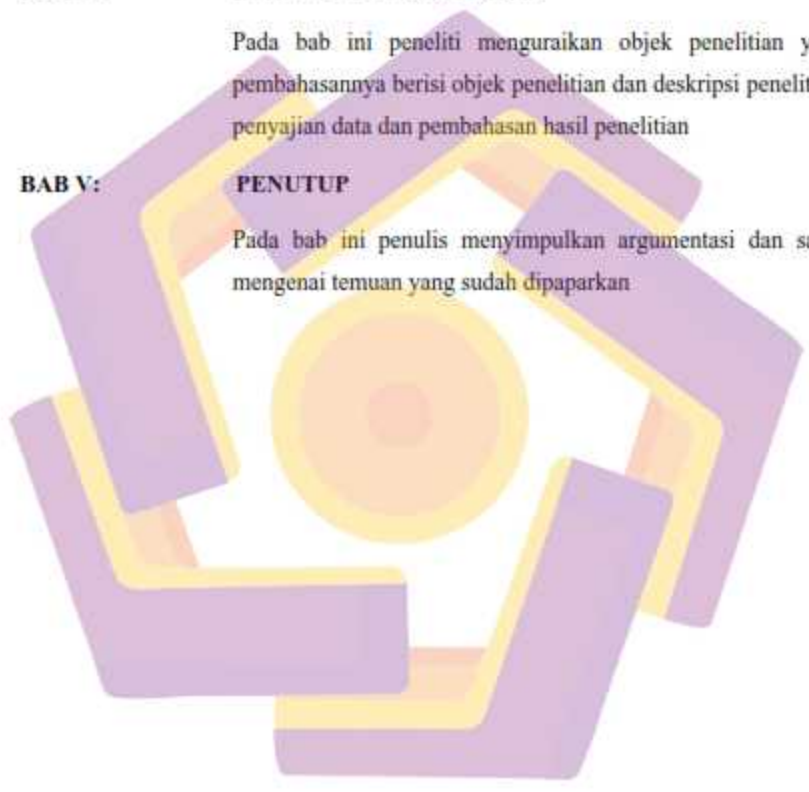 Pada bab ini peneliti menguraikan objek penelitian
pembahasannya berisi objek penelitian dan deskripsi
penyajian data dan pembahasan hasil penelitian
BAB V: PENUTUP
Pada bab ini penulis menyimpulkan argumentasi dan
mengenai temuan yang sudah dipaparkan